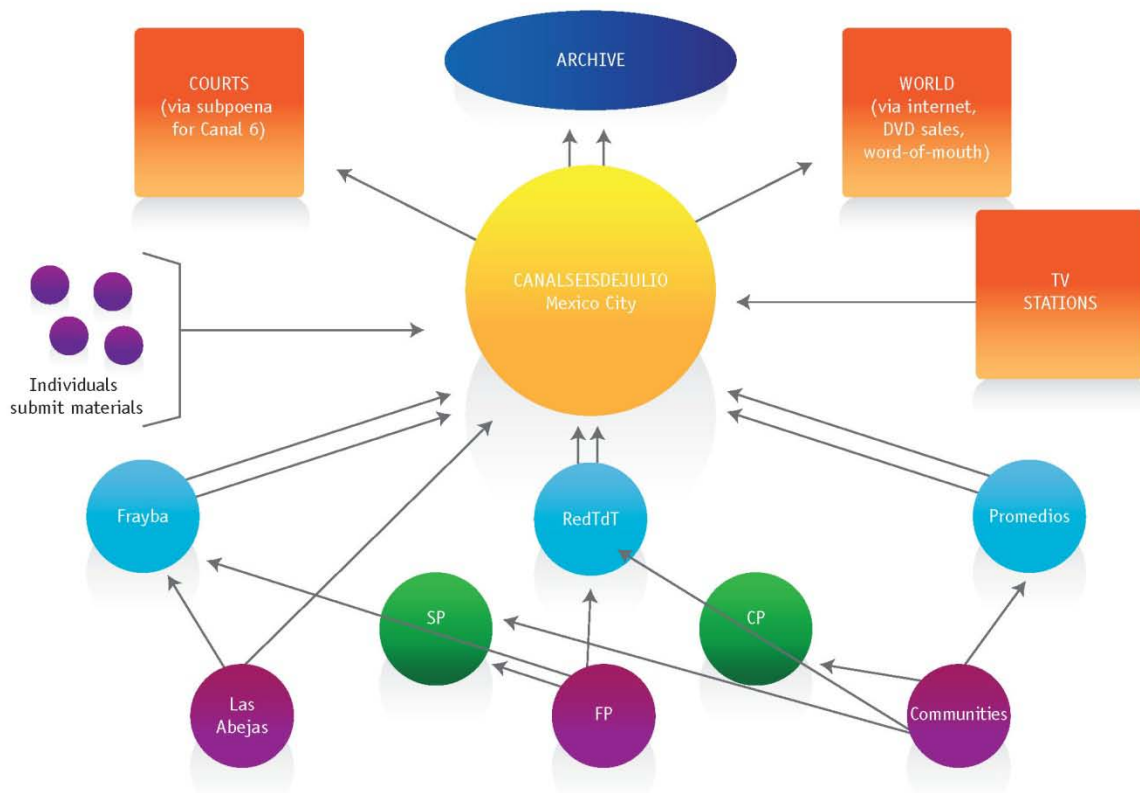 COURTS
(via subpoena
for Canal 6)
ARCHIVE
WORLD
(via internet,
DVD sales,
word-of-mouth)
CANALSEISDEJULIO
Mexico City
TV
STATIONS
Individuals
submit materials
Frayba
RedTdT
Promedios
SP
CP
Las
Abejas
FP
Communities